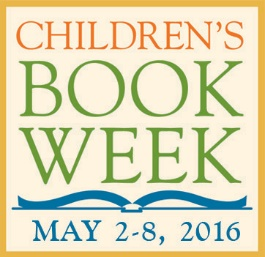 CHILDREN'S
BOOK
WEEK
MAY 2-8, 2016